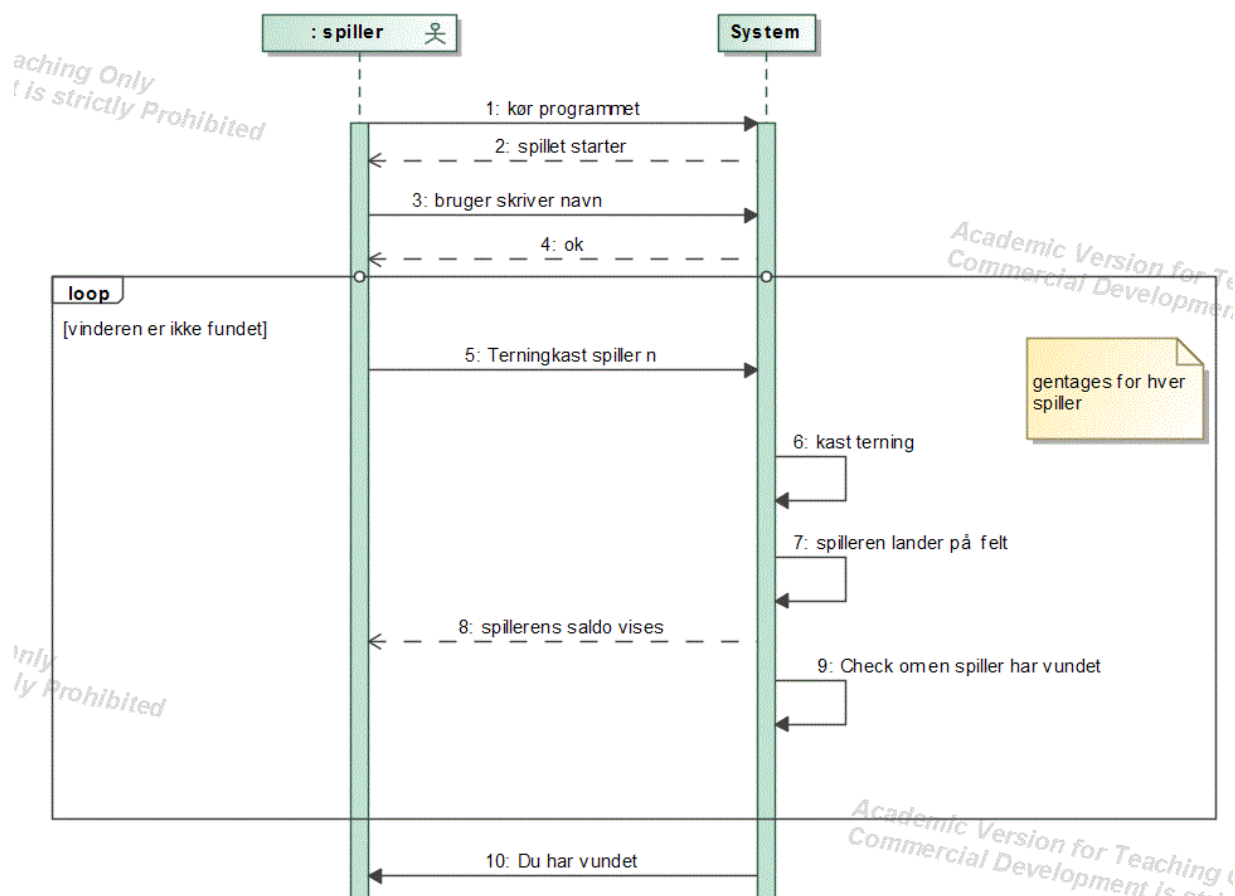 : spiller
System
aching Only
t is strictly Prohibited
1: kør programmet
2: spillet starter
3: bruger skriver navn
4: ok
Academic Version for Te
Commercial Development
loop
[vinderen er ikke fundet]
5: Terningkast spiller n
gentages for hver
spiller
6: kast terning
7: spilleren lander på felt
8: spillerens saldo vises
Only
ly Prohibited
9: Check om en spiller har vundet
Academic Version for Teaching O
Commercial Development is stri
10: Du har vundet